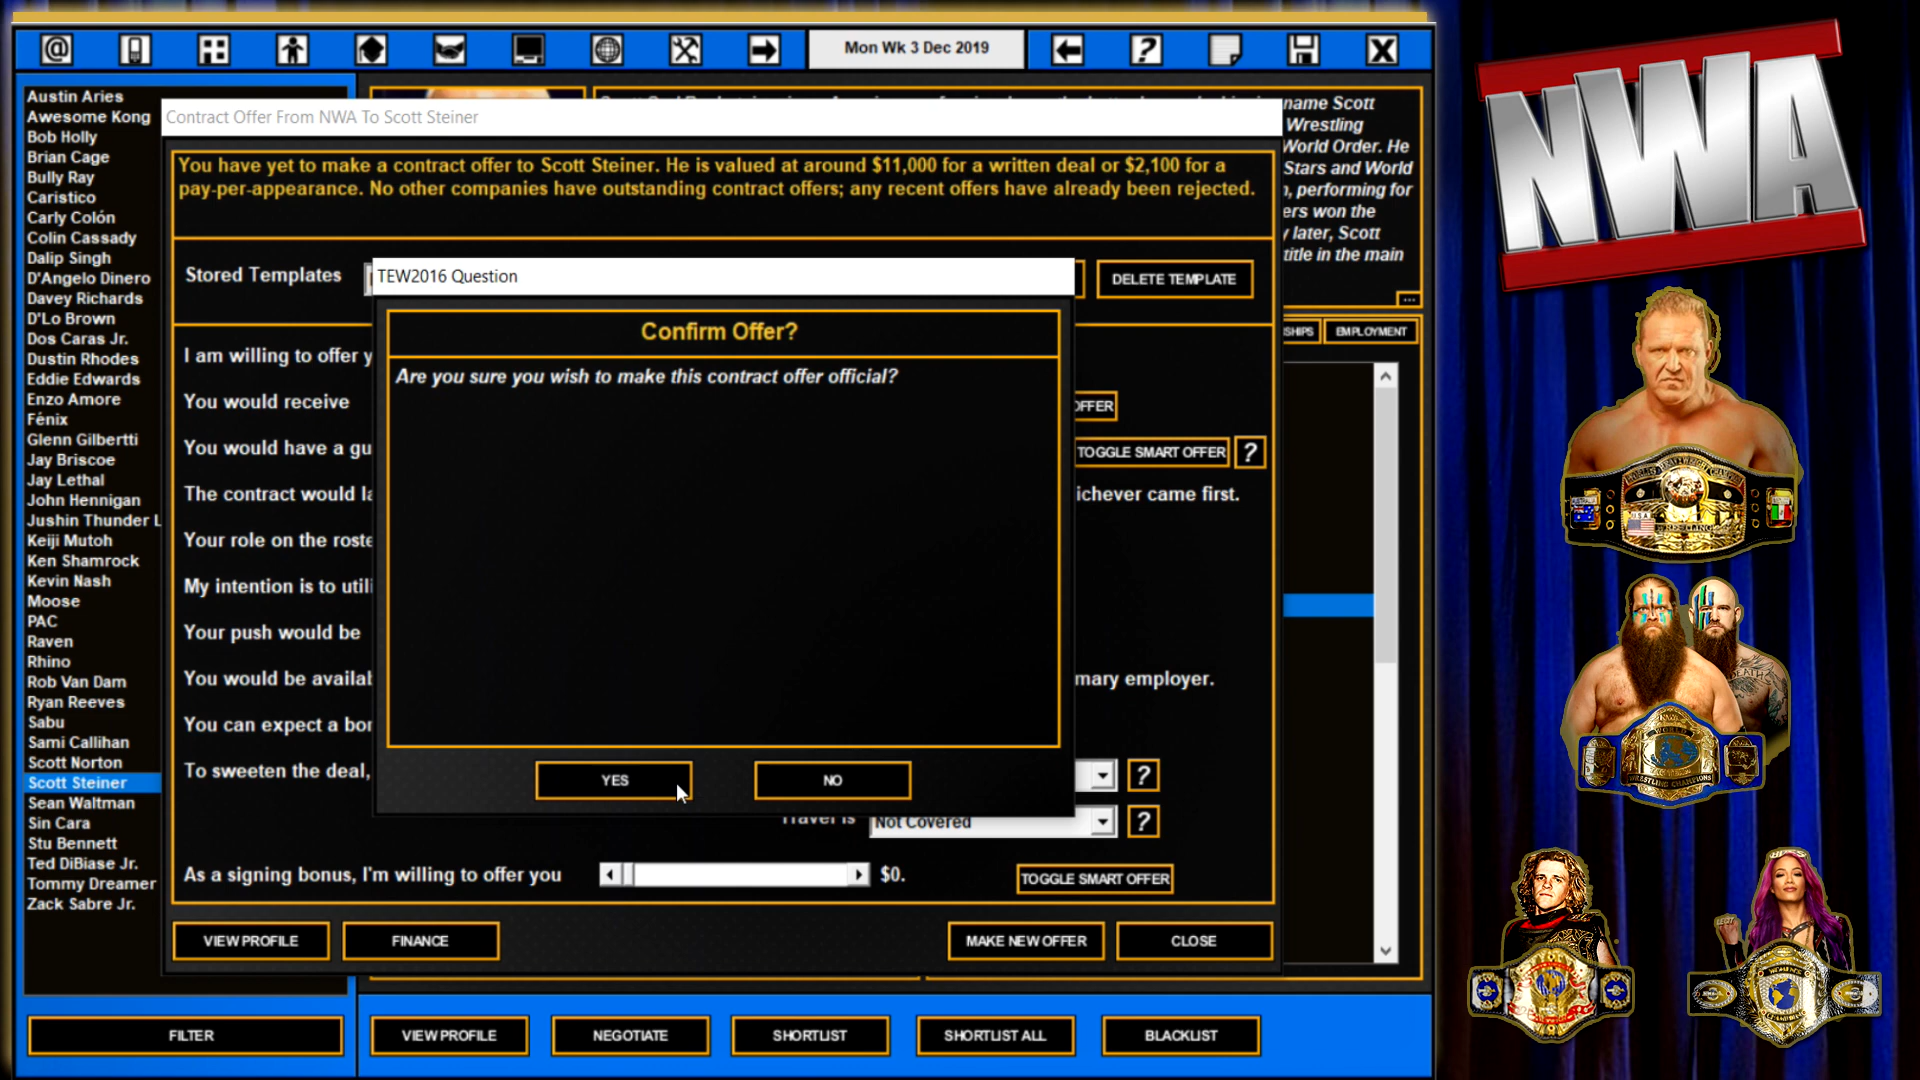 Mon Wk 3 Dec 2019
Austin Aries
Awesome Kong
Bob Holly
Brian Cage
Bully Ray
Caristico
Carly Colón
Colin Cassady
Dalip Singh
D'Angelo Dinero
Davey Richards
D'Lo Brown
Dos Caras Jr.
Dustin Rhodes
Eddie Edwards
Enzo Amore
Fénix
Glenn Gilbertti
Jay Briscoe
Jay Lethal
John Hennigan
Jushin Thunder L
Keiji Mutoh
Ken Shamrock
Kevin Nash
Moose
PAC
Raven
Rhino
Rob Van Dam
Ryan Reeves
Sabu
Sami Callihan
Scott Norton
Scott Steiner
Sean Waltman
Sin Cara
Stu Bennett
Ted DiBiase Jr.
Tommy Dreamer
Zack Sabre Jr.
FILTER
Contract Offer From NWA To Scott Steiner
You have yet to make a contract offer to Scott Steiner. He is valued at around $11,000 for a written deal or $2,100 for a
pay-per-appearance. No other companies have outstanding contract offers; any recent offers have already been rejected.
Stored Templates
DELETE TEMPLATE
I am willing to offer y
You would receive
OFFER
You would have a gu
TOGGLE SMART OFFER ?
The contract would la
ichever came first.
Your role on the roste
My intention is to utili
Your push would be
You would be availab
mary employer.
You can expect a bon
To sweeten the deal,
?
Travel is Not Covered ?
As a signing bonus, I'm willing to offer you $0. TOGGLE SMART OFFER
VIEW PROFILE FINANCE MAKE NEW OFFER CLOSE
TEW2016 Question
Confirm Offer?
Are you sure you wish to make this contract offer official?
YES NO
name Scott
Wrestling
World Order. He
Stars and World
, performing for
ers won the
y later, Scott
title in the main
...
SHIPS EMPLOYMENT
VIEW PROFILE NEGOTIATE SHORTLIST SHORTLIST ALL BLACKLIST
NWA